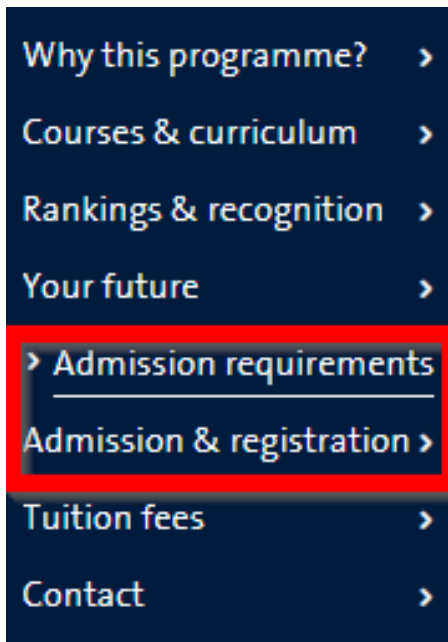 Why this programme? ›
Courses & curriculum ›
Rankings & recognition ›
Your future ›
› Admission requirements
Admission & registration ›
Tuition fees ›
Contact ›